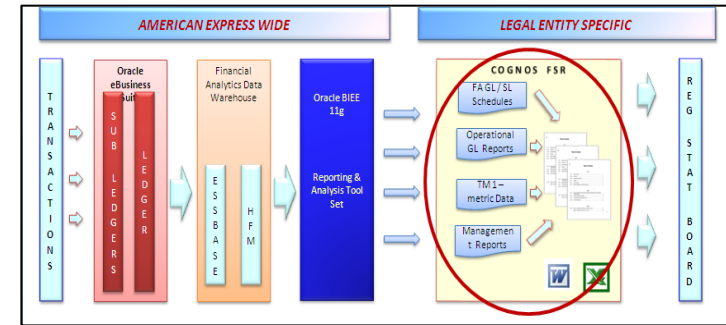 AMERICAN EXPRESS WIDE
LEGAL ENTITY SPECIFIC
TRANSACTIONS
Oracle
eBusiness
Suite
SUB LEDGERS
LEDGER
Financial
Analytics Data
Warehouse
ESSBASE
HFM
Oracle BIEE
11g
Reporting &
Analysis Tool
Set
COGNOS FSR
FA GL / SL
Schedules
Operational
GL Reports
TM 1 –
metric Data
Managemen
t Reports
W
X
REG STAT BOARD